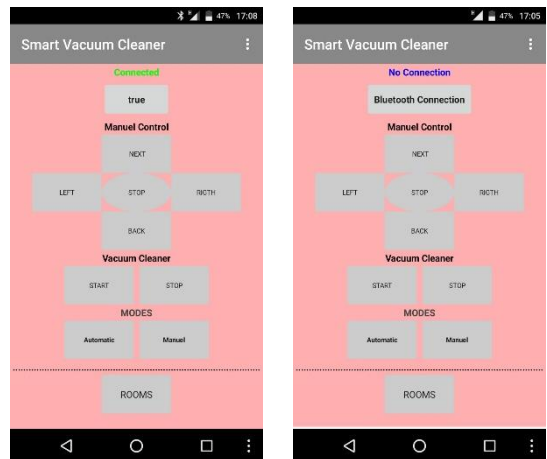 47% 17:08
Smart Vacuum Cleaner
Connected
true
Manuel Control
NEXT
LEFT STOP RICTH
BACK
Vacuum Cleaner
START STOP
MODES
Automatic Manuel
ROOMS
47% 17:05
Smart Vacuum Cleaner
No Connection
Bluetooth Connection
Manuel Control
NEXT
LEFT STOP RICTH
BACK
Vacuum Cleaner
START STOP
MODES
Automatic Manuel
ROOMS